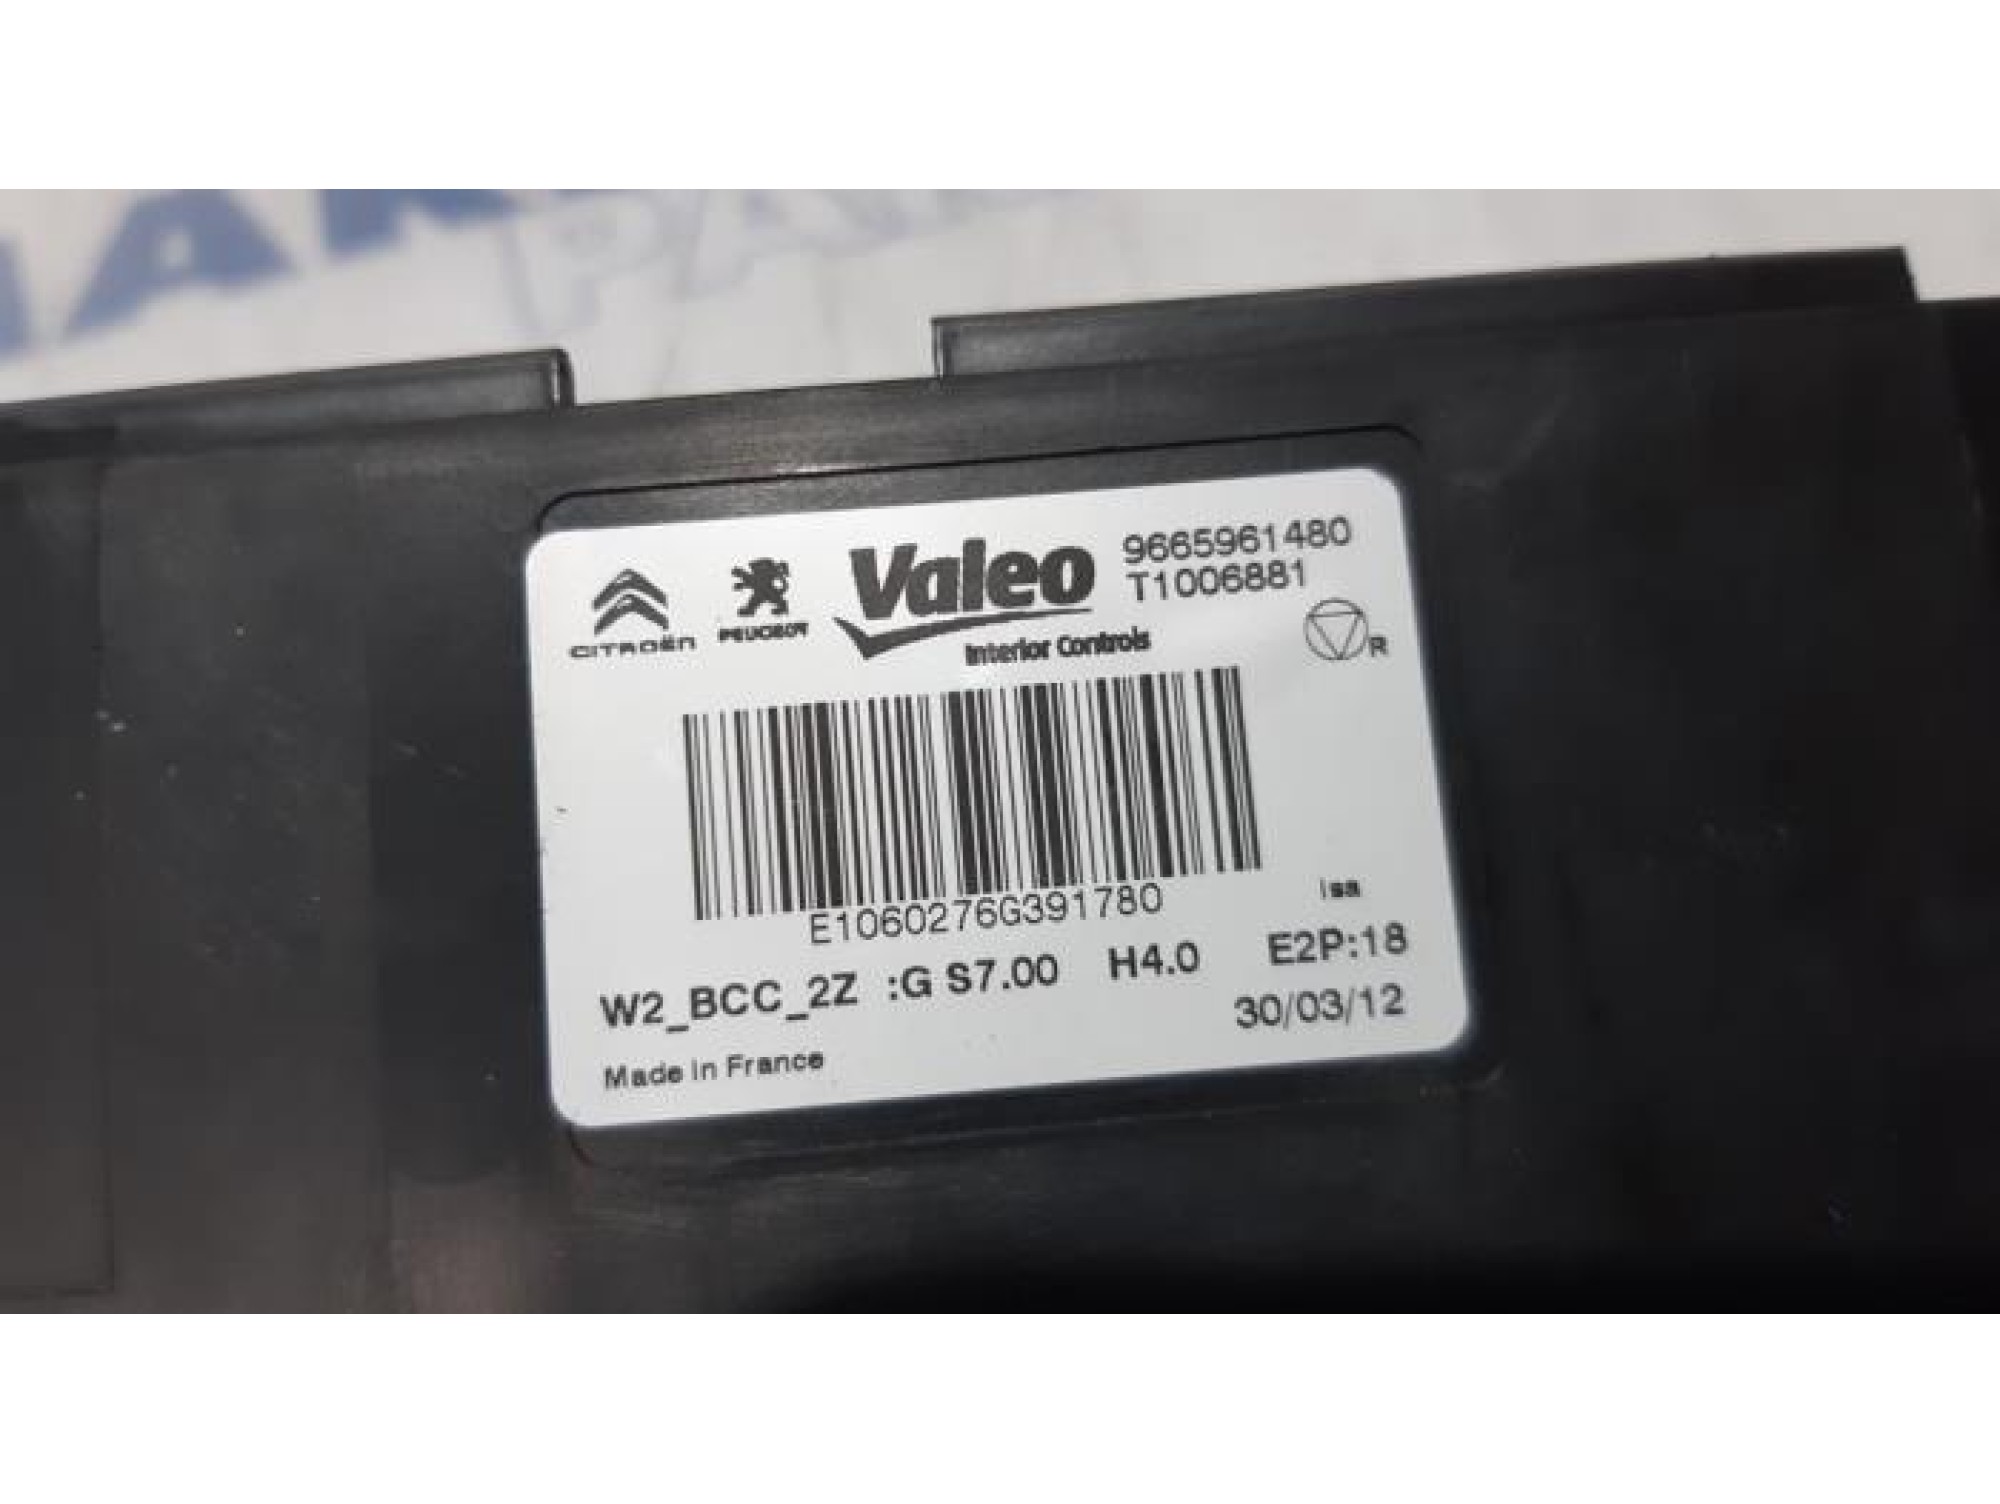 PA
CITROËN PEUGEOT Valeo 9665961480
T1006881
Interior Controls R
E1060276G391780 isa
W2_BCC_2Z :G S7.00 H4.0 E2P:18
30/03/12
Made in France